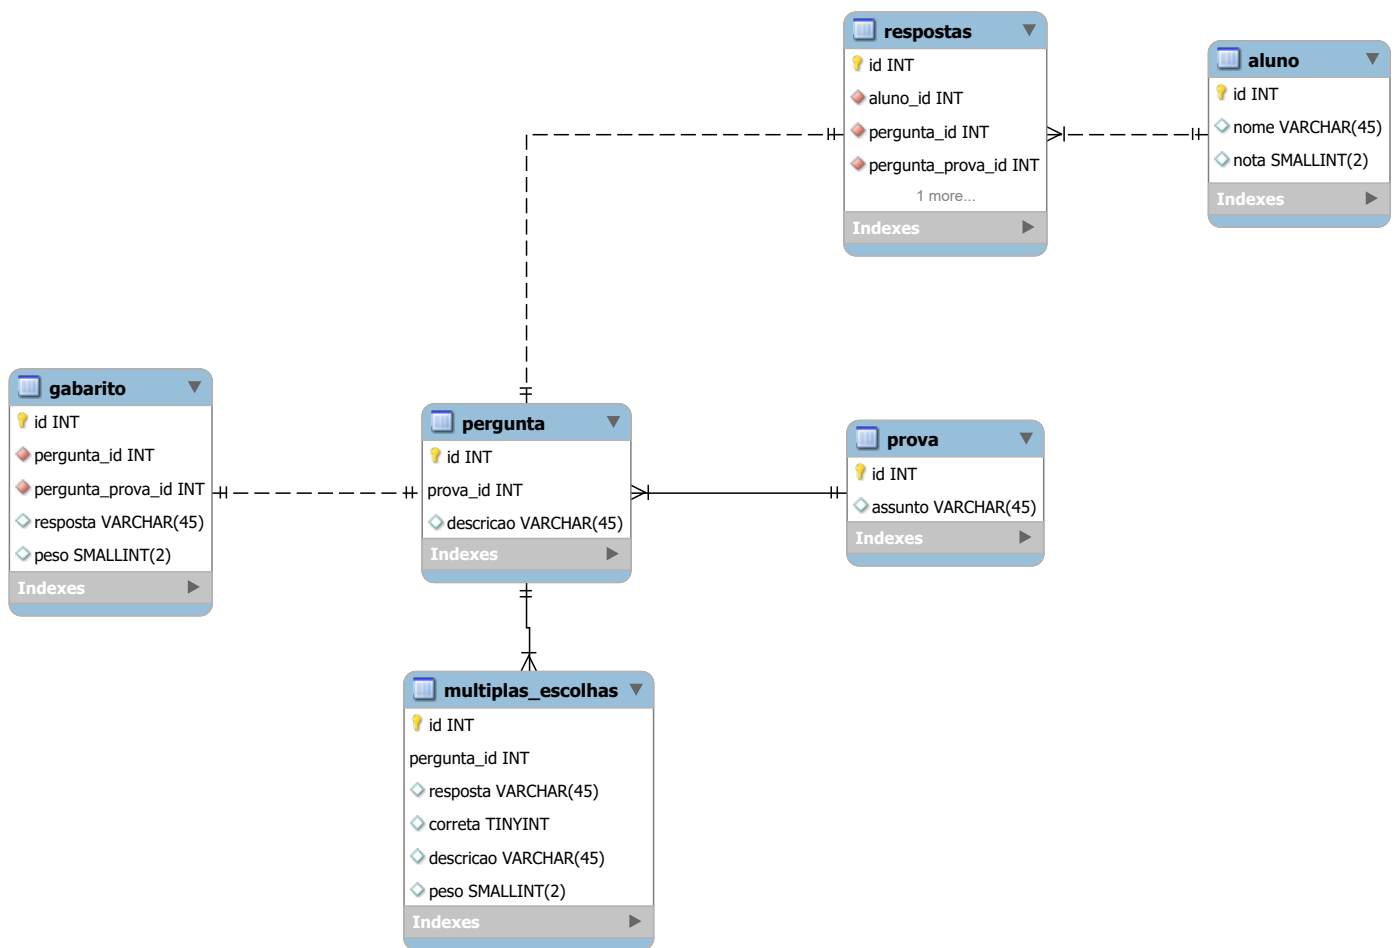 respostas
id INT
aluno_id INT
pergunta_id INT
pergunta_prova_id INT
1 more...
Indexes
aluno
id INT
nome VARCHAR(45)
nota SMALLINT(2)
Indexes
gabarito
id INT
pergunta_id INT
pergunta_prova_id INT
resposta VARCHAR(45)
peso SMALLINT(2)
Indexes
pergunta
id INT
prova_id INT
descricao VARCHAR(45)
Indexes
prova
id INT
assunto VARCHAR(45)
Indexes
multiplas_escolhas
id INT
pergunta_id INT
resposta VARCHAR(45)
correta TINYINT
descricao VARCHAR(45)
peso SMALLINT(2)
Indexes